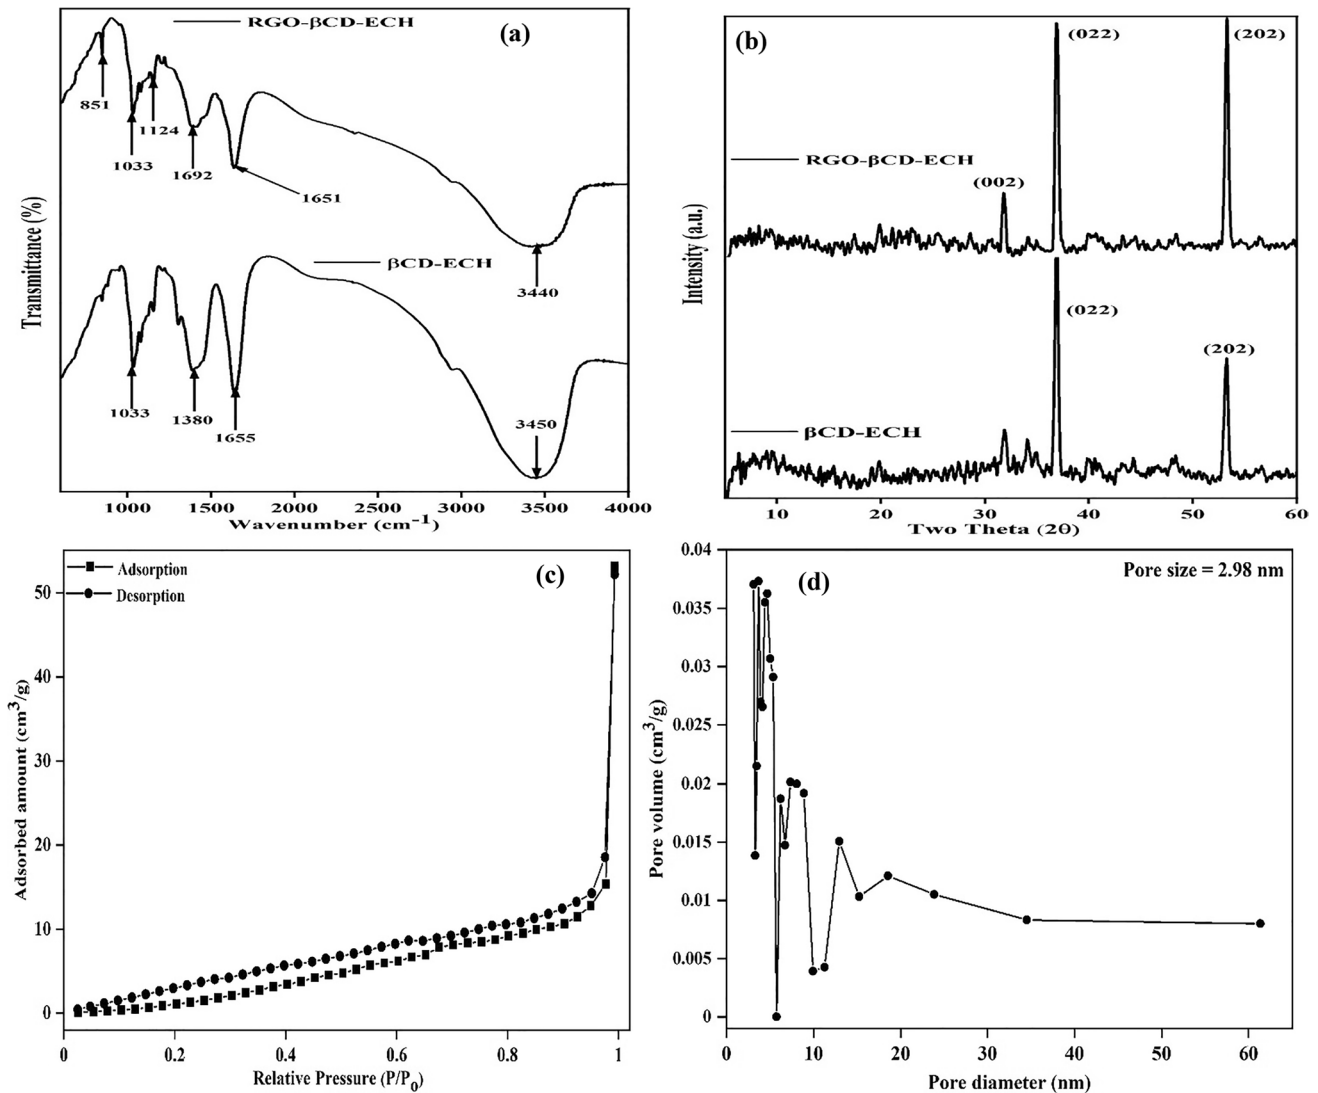 RGO-βCD-ECH
(a)
851
1033
1124
1692
1651
3440
βCD-ECH
1033
1380
1655
3450
Transmittance (%)
1000 1500 2000 2500 3000 3500 4000
Wavenumber (cm-1)
(b)
(022)
(202)
RGO-βCD-ECH
(002)
(022)
(202)
βCD-ECH
Intensity (a.u.)
10 20 30 40 50 60
Two Theta (2θ)
Adsorption
Desorption
(c)
50
40
30
20
10
0
Adsorbed amount (cm3/g)
0 0.2 0.4 0.6 0.8 1
Relative Pressure (P/P0)
(d)
Pore size = 2.98 nm
0.04
0.035
0.03
0.025
0.02
0.015
0.01
0.005
0
Pore volume (cm3/g)
0 10 20 30 40 50 60
Pore diameter (nm)